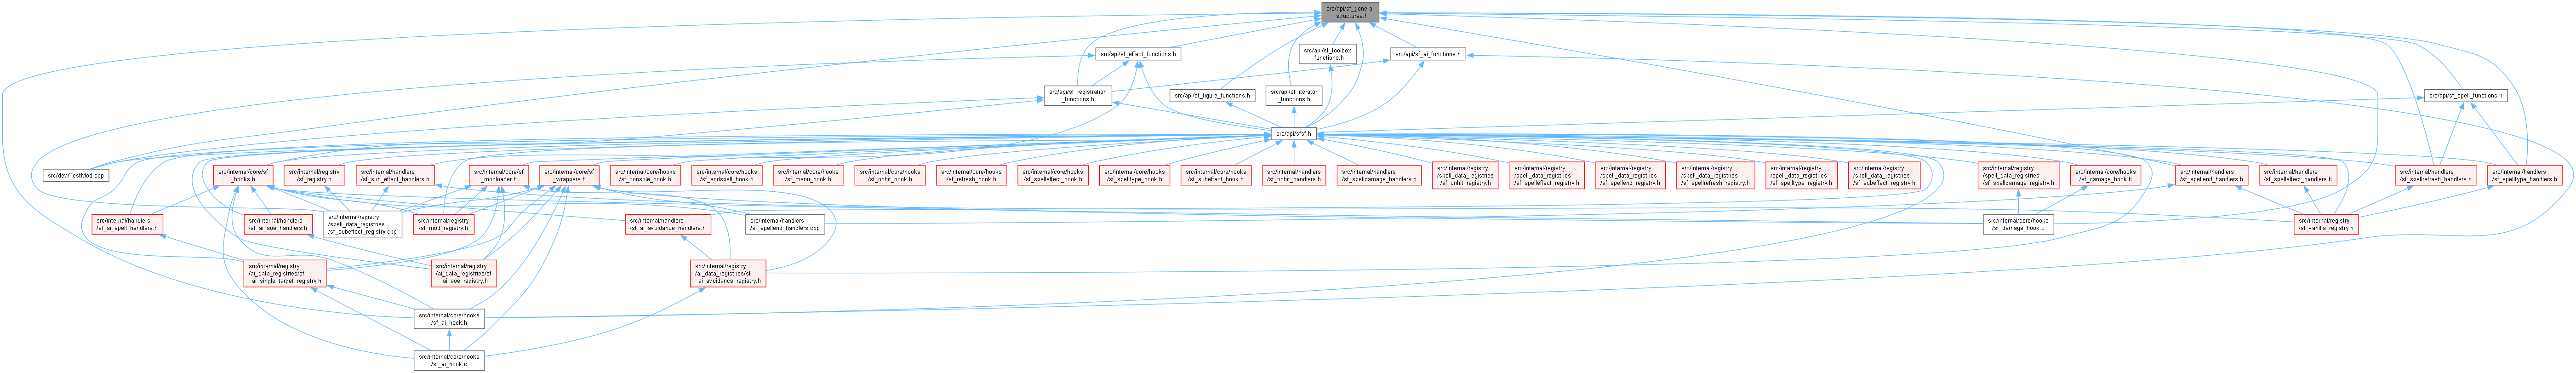 src/api/sf_general
_structures.h
src/api/sf_effect_functions.h
src/api/sf_toolbox
_functions.h
src/api/sf_ai_functions.h
src/api/sf_registration
_functions.h
src/api/sf_figure_functions.h
src/api/sf_iterator
_functions.h
src/api/sf_spell_functions.h
src/api/sfsf.h
src/dev/TestMod.cpp
src/internal/core/sf
_hooks.h
src/internal/registry
/sf_registry.h
src/internal/handlers
/sf_sub_effect_handlers.h
src/internal/core/sf
_modloader.h
src/internal/core/sf
_wrappers.h
src/internal/core/hooks
/sf_console_hook.h
src/internal/core/hooks
/sf_endspell_hook.h
src/internal/core/hooks
/sf_menu_hook.h
src/internal/core/hooks
/sf_onhit_hook.h
src/internal/core/hooks
/sf_refresh_hook.h
src/internal/core/hooks
/sf_spelleffect_hook.h
src/internal/core/hooks
/sf_spelltype_hook.h
src/internal/core/hooks
/sf_subeffect_hook.h
src/internal/handlers
/sf_onhit_handlers.h
src/internal/handlers
/sf_spelldamage_handlers.h
src/internal/registry
/spell_data_registries
/sf_onhit_registry.h
src/internal/registry
/spell_data_registries
/sf_spelleffect_registry.h
src/internal/registry
/spell_data_registries
/sf_spellend_registry.h
src/internal/registry
/spell_data_registries
/sf_spellrefresh_registry.h
src/internal/registry
/spell_data_registries
/sf_spelltype_registry.h
src/internal/registry
/spell_data_registries
/sf_subeffect_registry.h
src/internal/registry
/spell_data_registries
/sf_spelldamage_registry.h
src/internal/core/hooks
/sf_damage_hook.h
src/internal/handlers
/sf_spellend_handlers.h
src/internal/handlers
/sf_spelleffect_handlers.h
src/internal/handlers
/sf_spellrefresh_handlers.h
src/internal/handlers
/sf_spelltype_handlers.h
src/internal/handlers
/sf_ai_spell_handlers.h
src/internal/handlers
/sf_ai_aoe_handlers.h
src/internal/registry
/spell_data_registries
/sf_subeffect_registry.cpp
src/internal/registry
/sf_mod_registry.h
src/internal/handlers
/sf_ai_avoidance_handlers.h
src/internal/handlers
/sf_spellend_handlers.cpp
src/internal/core/hooks
/sf_damage_hook.c
src/internal/registry
/sf_vanilla_registry.h
src/internal/registry
/ai_data_registries/sf
_ai_single_target_registry.h
src/internal/registry
/ai_data_registries/sf
_ai_aoe_registry.h
src/internal/registry
/ai_data_registries/sf
_ai_avoidance_registry.h
src/internal/core/hooks
/sf_ai_hook.h
src/internal/core/hooks
/sf_ai_hook.c